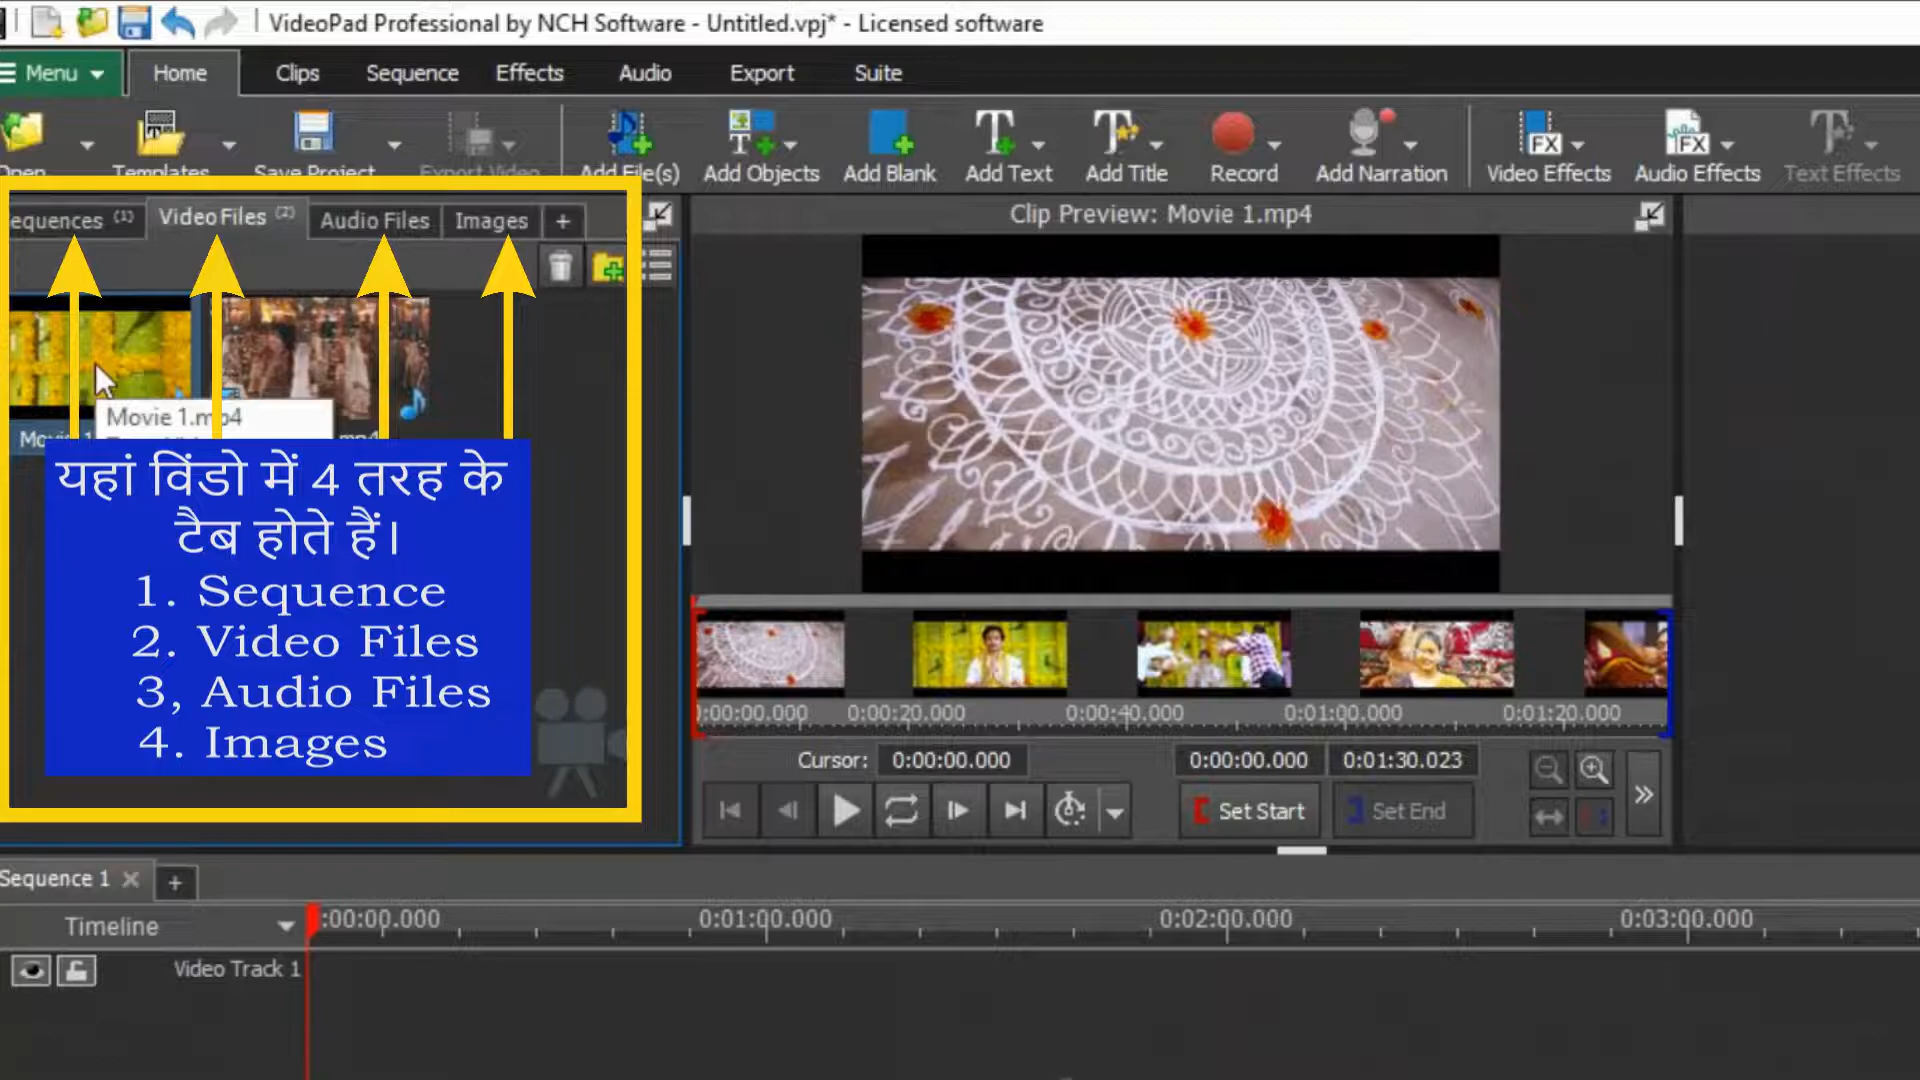 VideoPad Professional by NCH Software - Untitled.vpj* - Licensed software
Menu Home Clips Sequence Effects Audio Export Suite
Open Templates Save Project Export Video Add File(s) Add Objects Add Blank Add Text Add Title Record Add Narration Video Effects Audio Effects Text Effects
equences (1) Video Files (2) Audio Files Images +
Clip Preview: Movie 1.mp4
Movie 1.mp4
यहां विंडो में 4 तरह के
टैब होते हैं।
1. Sequence
2. Video Files
3, Audio Files
4. Images
:00:00.000 0:00:20.000 0:00:40.000 0:01:00.000 0:01:20.000
Cursor: 0:00:00.000 0:00:00.000 0:01:30.023
Set Start Set End
Sequence 1
Timeline
:00:00.000 0:01:00.000 0:02:00.000 0:03:00.000
Video Track 1